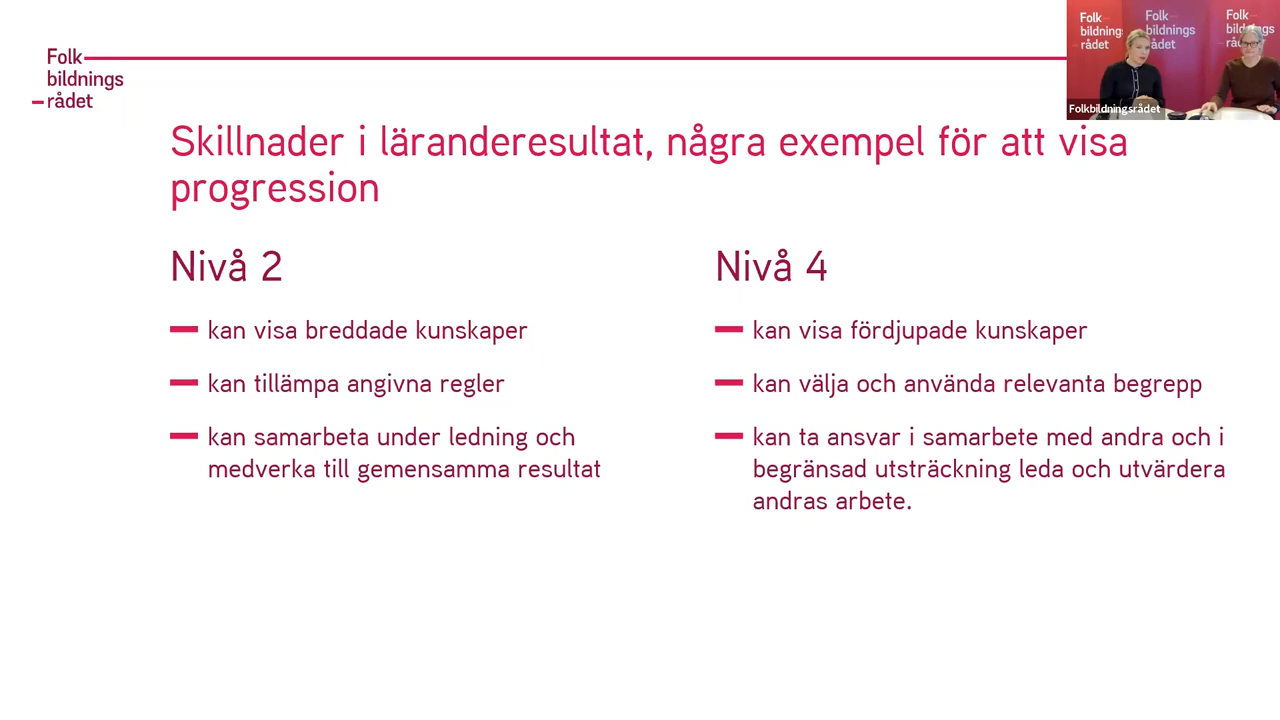 Folk
bildnings
rådet
Folk
bildnings
rådet
Folk
bildnings
rådet
Folk
bildnings
Folkbildningsrådet
Skillnader i läranderesultat, några exempel för att visa
progression
Nivå 2
kan visa breddade kunskaper
kan tillämpa angivna regler
kan samarbeta under ledning och
medverka till gemensamma resultat
Nivå 4
kan visa fördjupade kunskaper
kan välja och använda relevanta begrepp
kan ta ansvar i samarbete med andra och i
begränsad utsträckning leda och utvärdera
andras arbete.